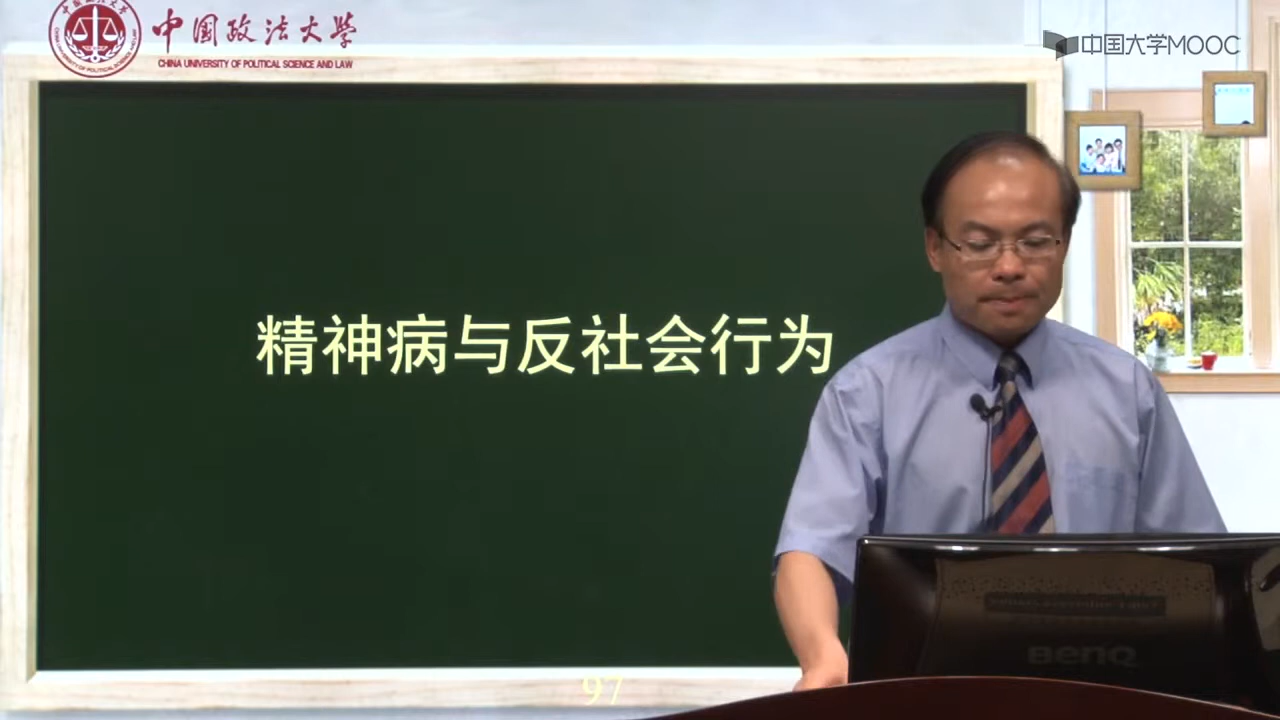 中国政法大学
CHINA UNIVERSITY OF POLITICAL SCIENCE AND LAW
中国大学MOOC
精神病与反社会行为
BenQ
97